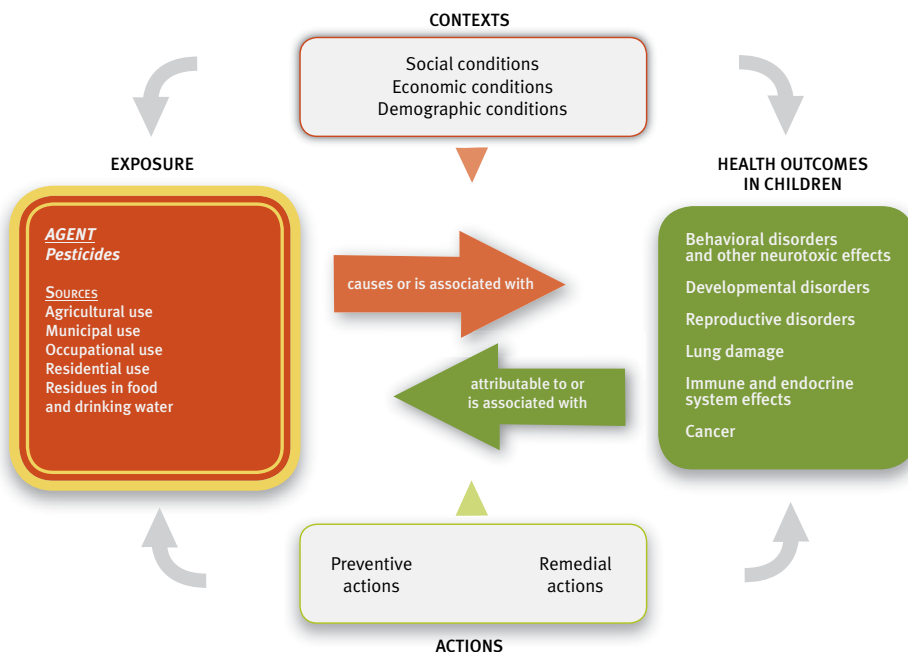 CONTEXTS
Social conditions
Economic conditions
Demographic conditions
EXPOSURE
AGENT
Pesticides
SOURCES
Agricultural use
Municipal use
Occupational use
Residential use
Residues in food
and drinking water
causes or is associated with
attributable to or
is associated with
HEALTH OUTCOMES
IN CHILDREN
Behavioral disorders
and other neurotoxic effects
Developmental disorders
Reproductive disorders
Lung damage
Immune and endocrine
system effects
Cancer
Preventive
actions
Remedial
actions
ACTIONS